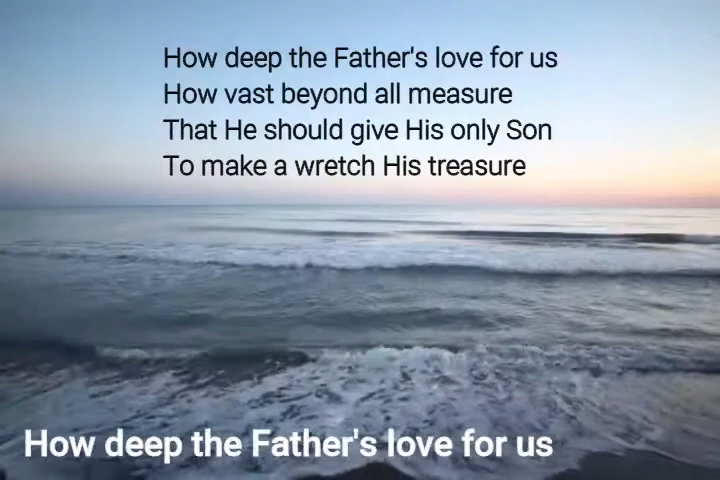 How deep the Father's love for us
How vast beyond all measure
That He should give His only Son
To make a wretch His treasure
How deep the Father's love for us